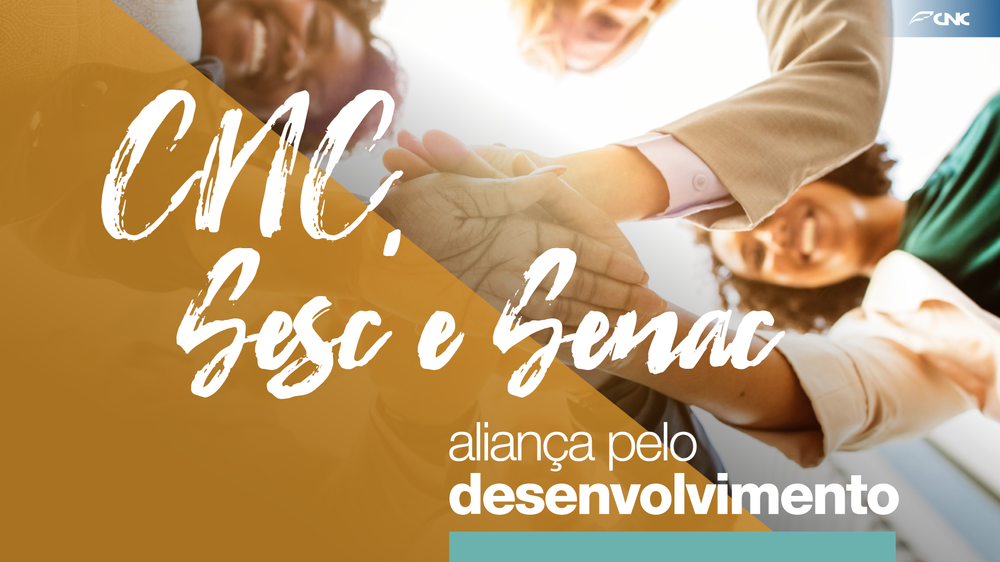 CNC
CNC,
Sesc e Senac
aliança pelo
desenvolvimento